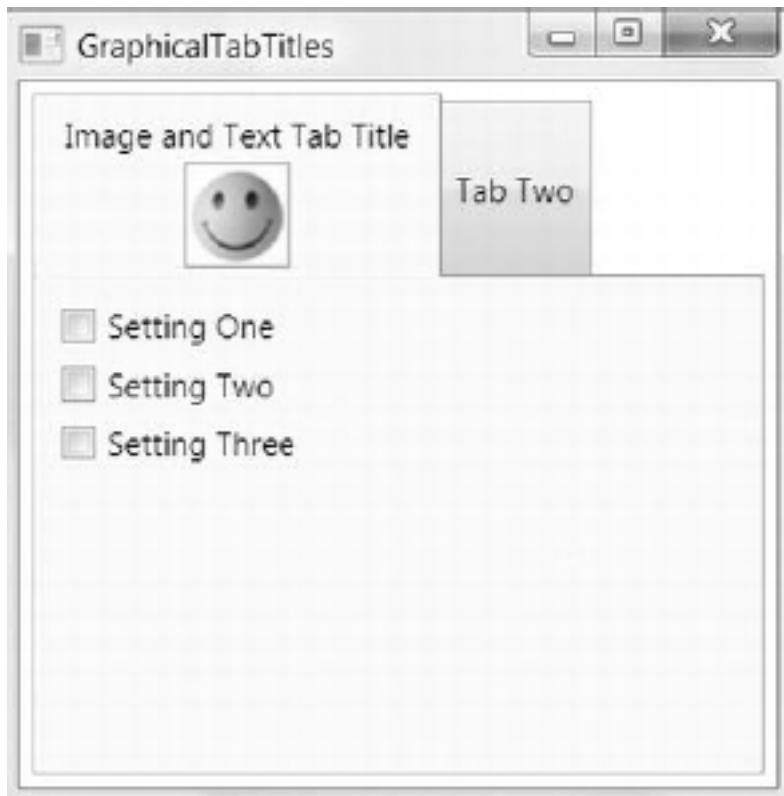 GraphicalTabTitles
Image and Text Tab Title
Tab Two
Setting One
Setting Two
Setting Three